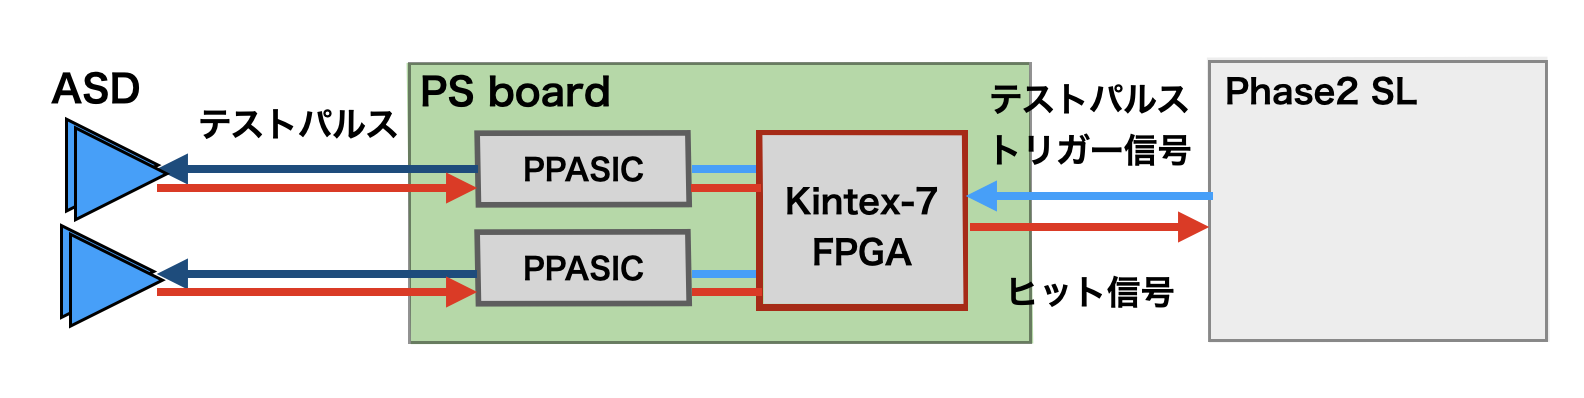 ASD
テストパルス
PS board
PPASIC
PPASIC
Kintex-7
FPGA
テストパルス
トリガー信号
ヒット信号
Phase2 SL